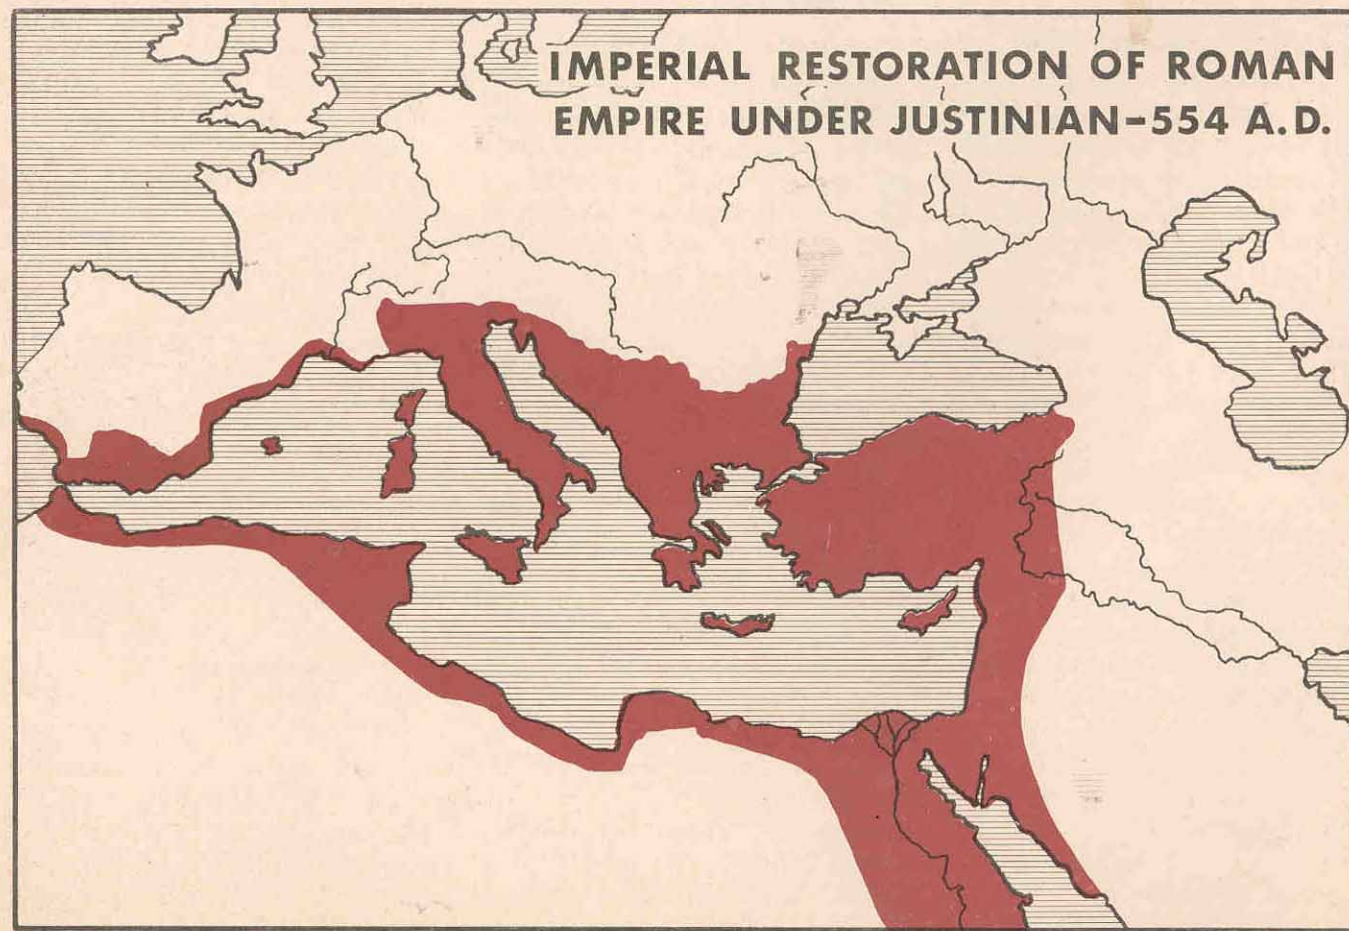 IMPERIAL RESTORATION OF ROMAN
EMPIRE UNDER JUSTINIAN-554 A.D.